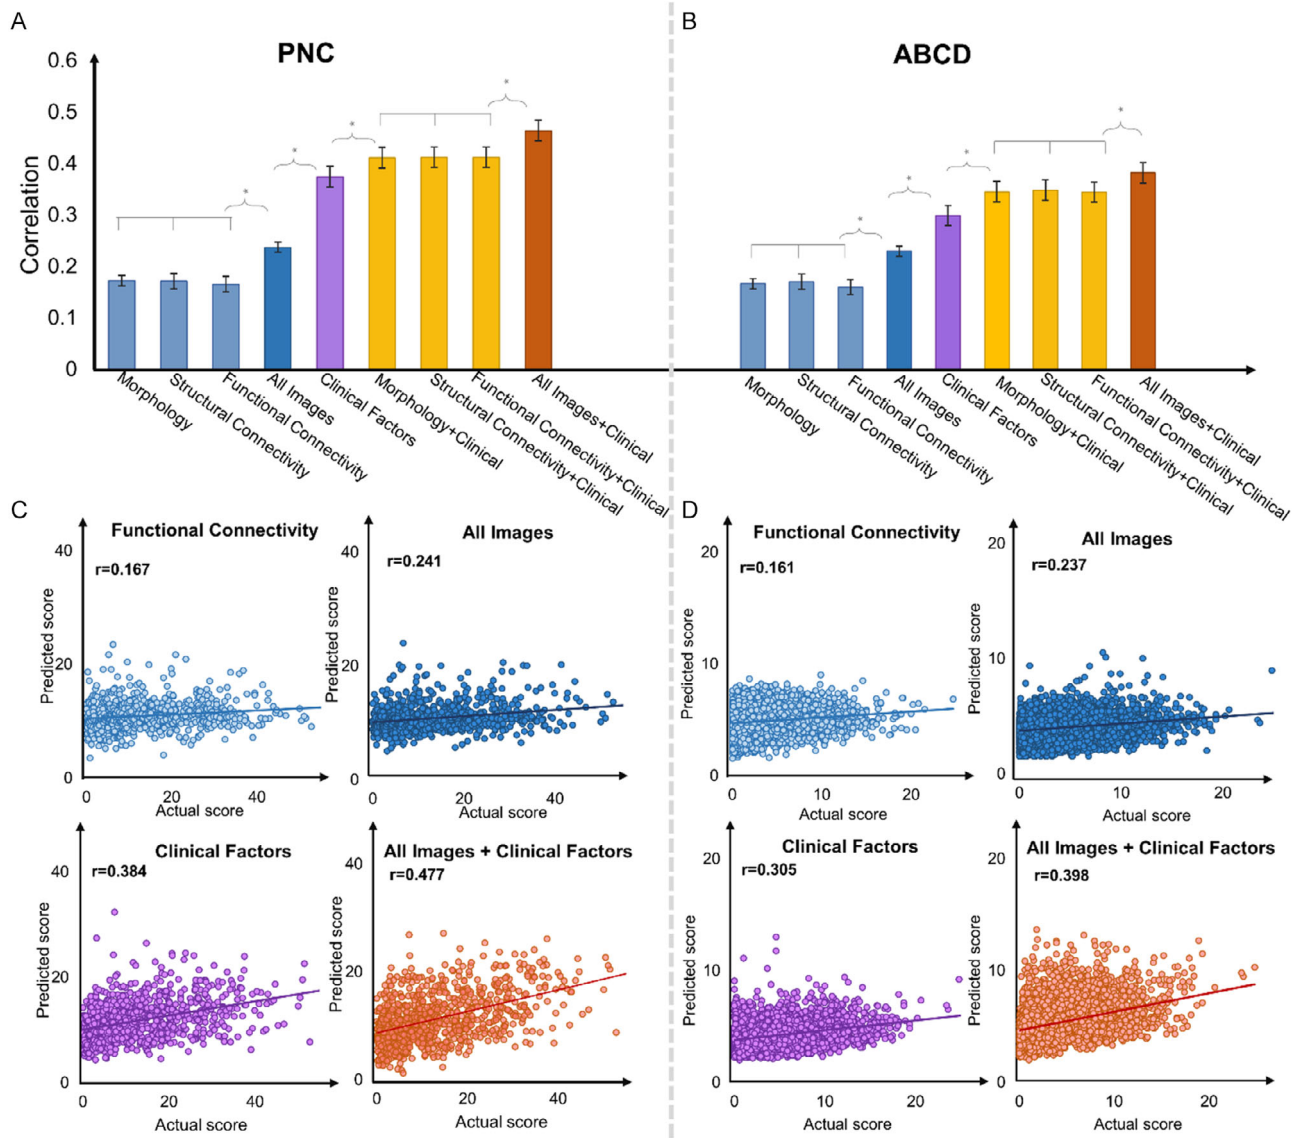 A
PNC
0.6
0.5
0.4
0.3
0.2
0.1
0
Correlation
*
*
*
*
Morphology
Structural Connectivity
Functional Connectivity
All Images
Clinical Factors
Morphology+Clinical
Structural Connectivity+Clinical
Functional Connectivity+Clinical
All Images+Clinical
B
ABCD
*
*
*
*
Morphology
Structural Connectivity
Functional Connectivity
All Images
Clinical Factors
Morphology+Clinical
Structural Connectivity+Clinical
Functional Connectivity+Clinical
All Images+Clinical
C
Functional Connectivity
r=0.167
40
20
0
Predicted score
0 20 40
Actual score
All Images
r=0.241
40
20
0
Predicted score
0 20 40
Actual score
Clinical Factors
r=0.384
40
20
0
Predicted score
0 20 40
Actual score
All Images + Clinical Factors
r=0.477
40
20
0
Predicted score
0 20 40
Actual score
D
Functional Connectivity
r=0.161
20
10
0
Predicted score
0 10 20
Actual score
All Images
r=0.237
20
10
0
Predicted score
0 10 20
Actual score
Clinical Factors
r=0.305
20
10
0
Predicted score
0 10 20
Actual score
All Images + Clinical Factors
r=0.398
20
10
0
Predicted score
0 10 20
Actual score